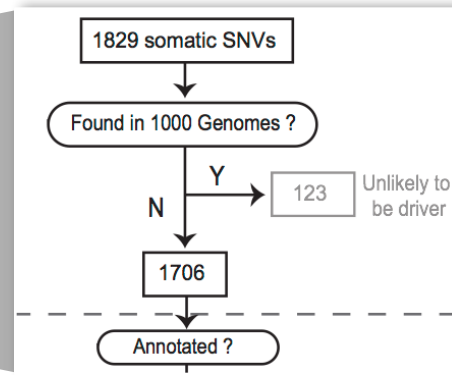 1829 somatic SNVs
Found in 1000 Genomes ?
Y
123
Unlikely to
be driver
N
1706
Annotated ?